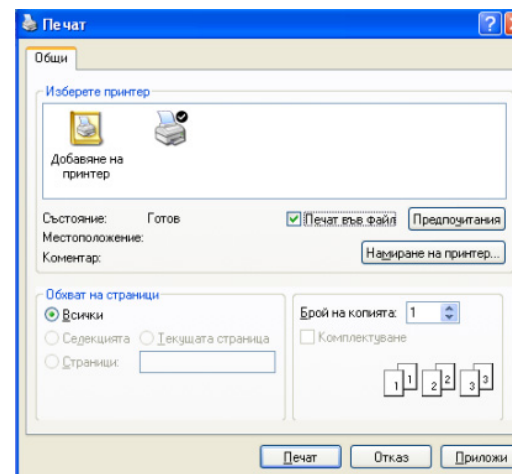 Печат
Общи
Изберете принтер
Добавяне на
принтер
Състояние: Готов
Печат във файл
Предпочитания
Местоположение:
Коментар:
Намиране на принтер...
Обхват на страници
Всички
Селекцията Текущата страница
Страници:
Брой на копията: 1
Комплектуване
1 1 2 2 3 3
Печат Отказ Приложи